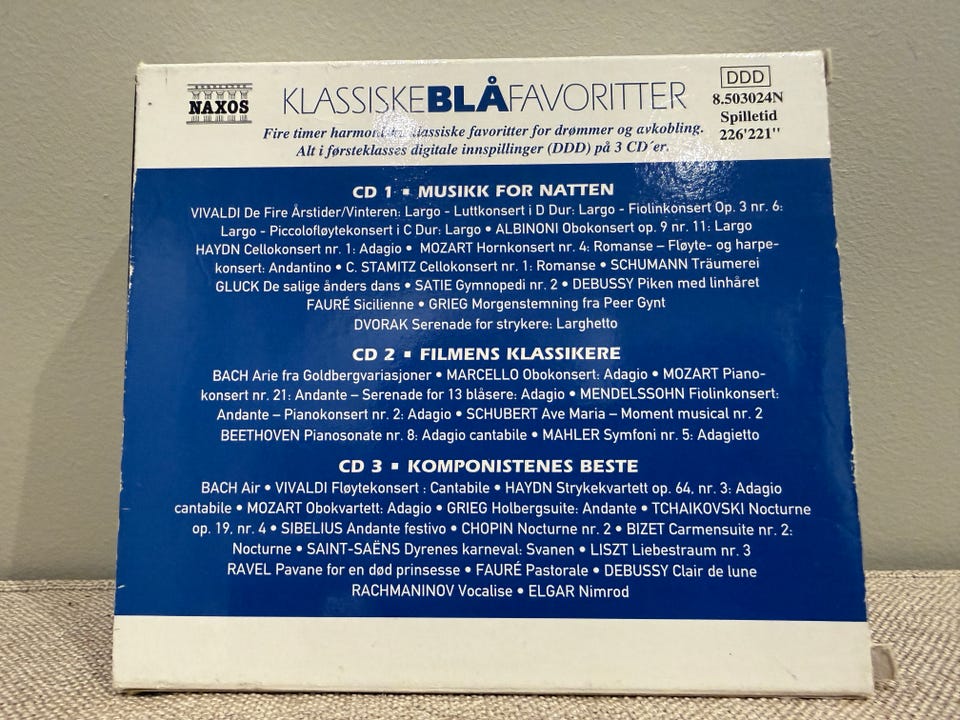 NAXOS
KLASSISKEBLÅFAVORITTER
DDD
8.503024N
Spilletid
226'221"
Fire timer klassiske favoritter for drømmer og avkobling.
Alt i førsteklasses digitale innspillinger (DDD) på 3 CD´er.
CD 1 ▪ MUSIKK FOR NATTEN
VIVALDI De Fire Årstider/Vinteren: Largo - Luttkonsert i D Dur: Largo - Fiolinkonsert Op. 3 nr. 6:
Largo - Piccolofløytekonsert i C Dur: Largo • ALBINONI Obokonsert op. 9 nr. 11: Largo
HAYDN Cellokonsert nr. 1: Adagio • MOZART Hornkonsert nr. 4: Romanse – Fløyte- og harpe-
konsert: Andantino • C. STAMITZ Cellokonsert nr. 1: Romanse • SCHUMANN Träumerei
GLUCK De salige ånders dans • SATIE Gymnopedi nr. 2 • DEBUSSY Piken med linhåret
FAURÉ Sicilienne • GRIEG Morgenstemning fra Peer Gynt
DVORAK Serenade for strykere: Larghetto
CD 2 ▪ FILMENS KLASSIKERE
BACH Arie fra Goldbergvariasjoner • MARCELLO Obokonsert: Adagio • MOZART Piano-
konsert nr. 21: Andante – Serenade for 13 blåsere: Adagio • MENDELSSOHN Fiolinkonsert:
Andante – Pianokonsert nr. 2: Adagio • SCHUBERT Ave Maria – Moment musical nr. 2
BEETHOVEN Pianosonate nr. 8: Adagio cantabile • MAHLER Symfoni nr. 5: Adagietto
CD 3 ▪ KOMPONISTENES BESTE
BACH Air • VIVALDI Fløytekonsert : Cantabile • HAYDN Strykekvartett op. 64, nr. 3: Adagio
cantabile • MOZART Obokvartett: Adagio • GRIEG Holbergsuite: Andante • TCHAIKOVSKI Nocturne
op. 19, nr. 4 • SIBELIUS Andante festivo • CHOPIN Nocturne nr. 2 • BIZET Carmensuite nr. 2:
Nocturne • SAINT-SAËNS Dyrenes karneval: Svanen • LISZT Liebestraum nr. 3
RAVEL Pavane for en død prinsesse • FAURÉ Pastorale • DEBUSSY Clair de lune
RACHMANINOV Vocalise • ELGAR Nimrod